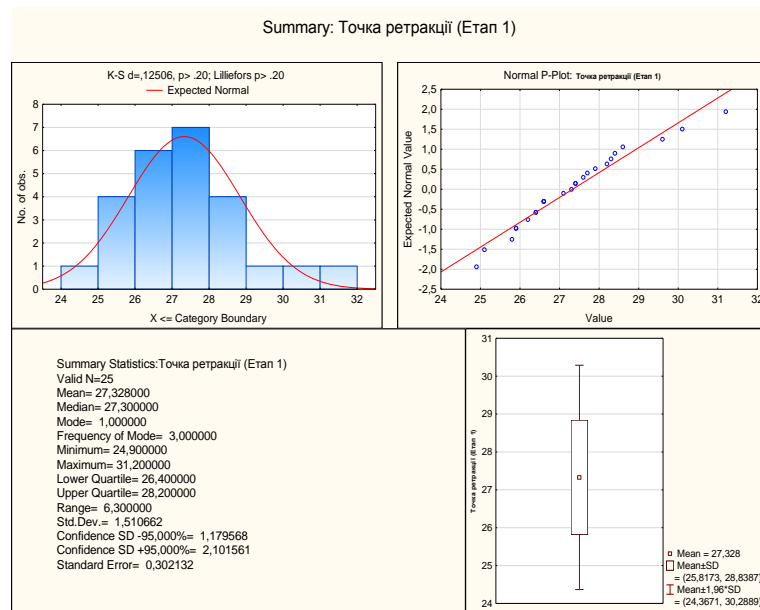 Summary: Точка ретракції (Етап 1)
K-S d=,12506, p> .20; Lilliefors p> .20
Expected Normal
No. of obs.
8
7
6
5
4
3
2
1
0
24 25 26 27 28 29 30 31 32
X <= Category Boundary
Normal P-Plot: Точка ретракції (Етап 1)
Expected Normal Value
2,5
2,0
1,5
1,0
0,5
0,0
-0,5
-1,0
-1,5
-2,0
-2,5
24 25 26 27 28 29 30 31 32
Value
Summary Statistics:Точка ретракції (Етап 1)
Valid N=25
Mean= 27,328000
Median= 27,300000
Mode= 1,000000
Frequency of Mode= 3,000000
Minimum= 24,900000
Maximum= 31,200000
Lower Quartile= 26,400000
Upper Quartile= 28,200000
Range= 6,300000
Std.Dev.= 1,510662
Confidence SD -95,000%= 1,179568
Confidence SD +95,000%= 2,101561
Standard Error= 0,302132
Точка ретракції (Етап 1)
31
30
29
28
27
26
25
24
Mean = 27,328
Mean±SD
= (25,8173, 28,8387)
Mean±1,96*SD
= (24,3671, 30,2889)